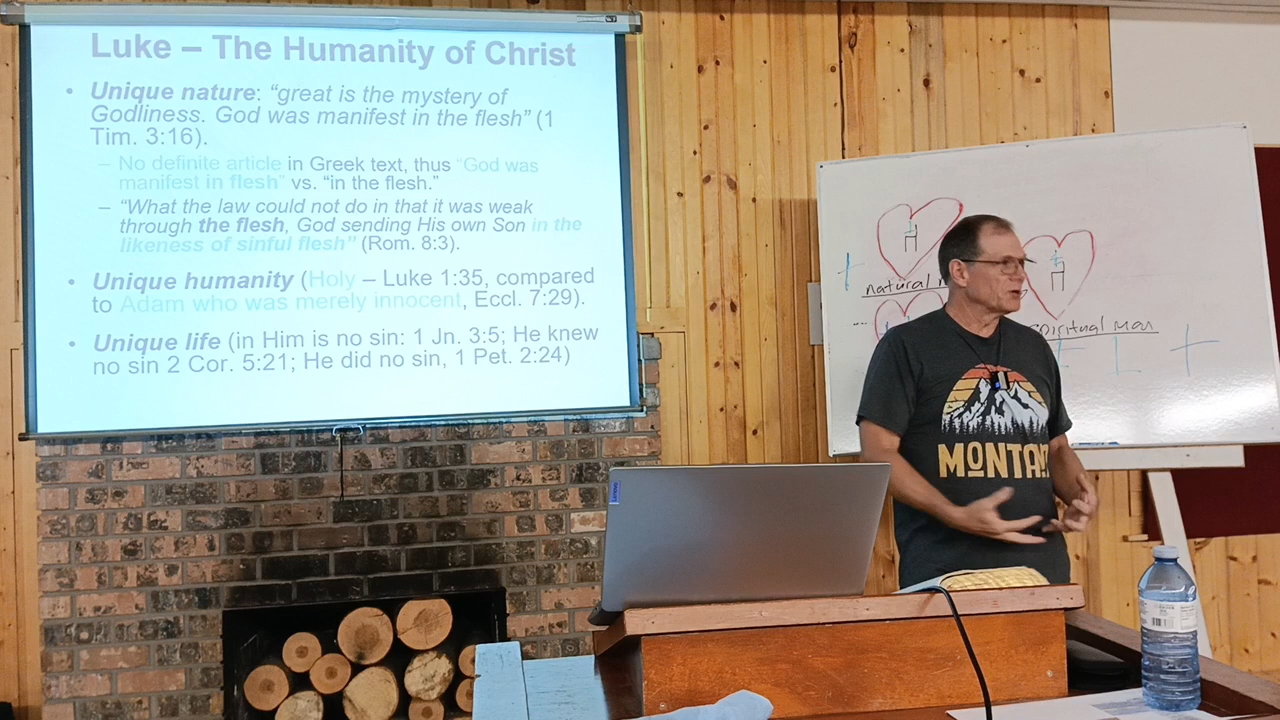 Luke – The Humanity of Christ
• Unique nature: “great is the mystery of
Godliness. God was manifest in the flesh” (1
Tim. 3:16).
– No definite article in Greek text, thus “God was
manifest in flesh” vs. “in the flesh.”
– “What the law could not do in that it was weak
through the flesh, God sending His own Son in the
likeness of sinful flesh” (Rom. 8:3).
• Unique humanity (Holy – Luke 1:35, compared
to Adam who was merely innocent, Eccl. 7:29).
• Unique life (in Him is no sin: 1 Jn. 3:5; He knew
no sin 2 Cor. 5:21; He did no sin, 1 Pet. 2:24)
natural
spiritual man
MONTA
Lenovo